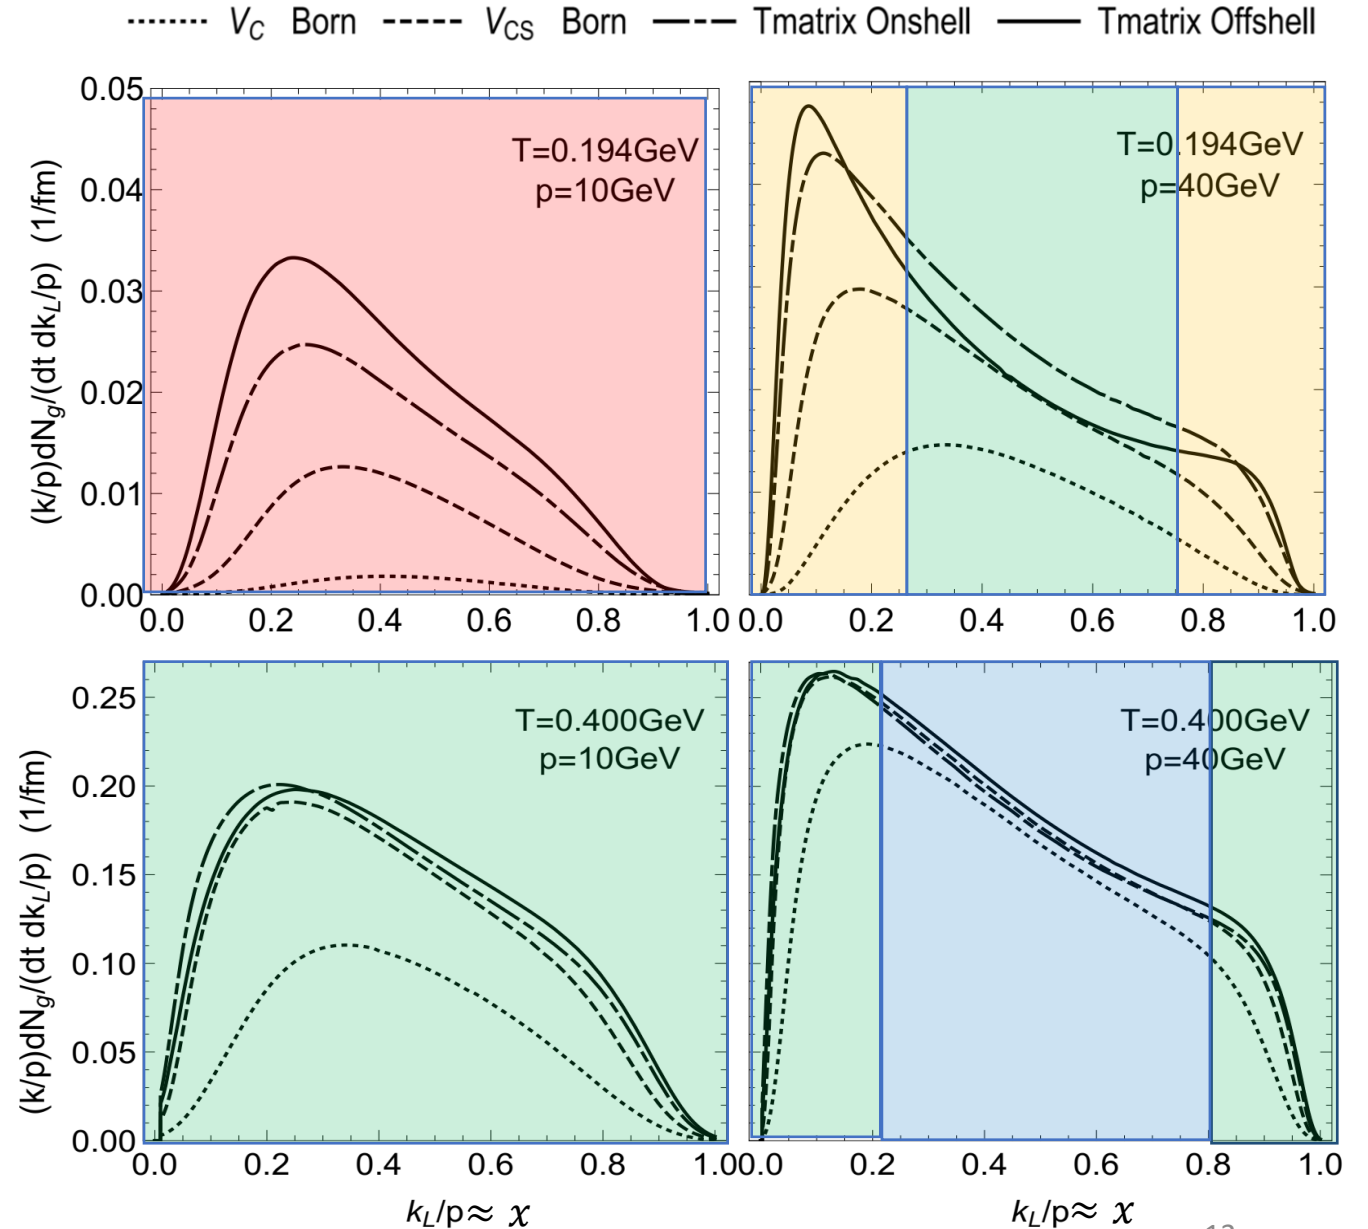 V_C Born V_CS Born Tmatrix Onshell Tmatrix Offshell
(k/p)dN_g/(dt dk_L/p) (1/fm)
0.05
0.04
0.03
0.02
0.01
0.00
T=0.194GeV
p=10GeV
0.0 0.2 0.4 0.6 0.8 1.0
T=0.194GeV
p=40GeV
0.0 0.2 0.4 0.6 0.8 1.0
(k/p)dN_g/(dt dk_L/p) (1/fm)
0.25
0.20
0.15
0.10
0.05
0.00
T=0.400GeV
p=10GeV
0.0 0.2 0.4 0.6 0.8 1.0
k_L/p≈ x
T=0.400GeV
p=40GeV
0.0 0.2 0.4 0.6 0.8 1.0
k_L/p≈ x